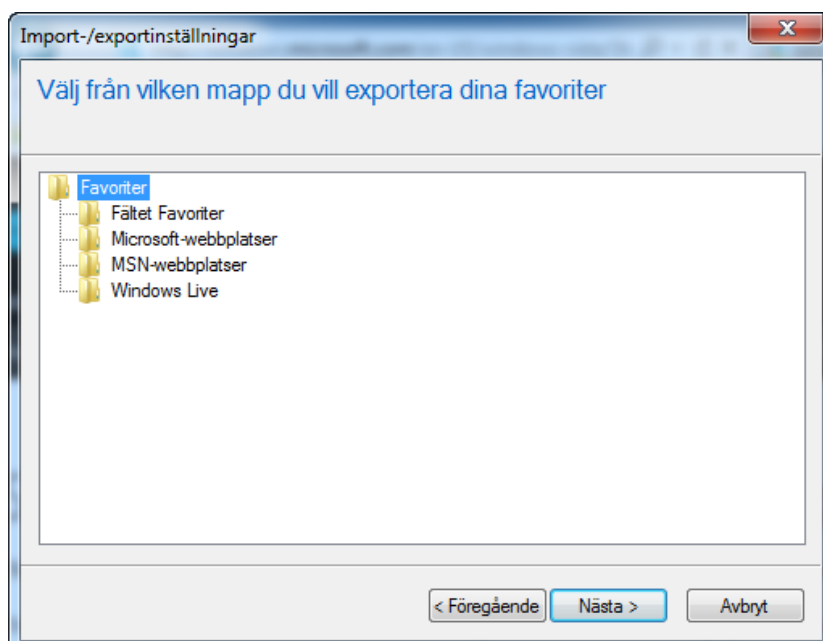 Import-/exportinställningar
Välj från vilken mapp du vill exportera dina favoriter
Favoriter
Fältet Favoriter
Microsoft-webbplatser
MSN-webbplatser
Windows Live
< Föregående
Nästa >
Avbryt